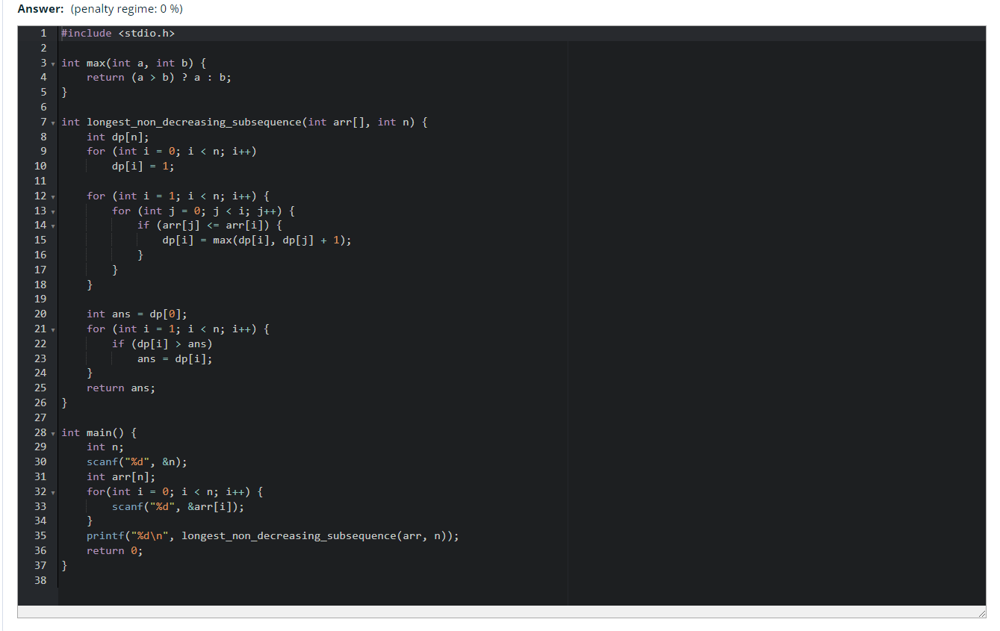 Answer: (penalty regime: 0 %)
1 #include <stdio.h>
2
3 int max(int a, int b) {
4     return (a > b) ? a : b;
5 }
6
7 int longest_non_decreasing_subsequence(int arr[], int n) {
8     int dp[n];
9     for (int i = 0; i < n; i++)
10         dp[i] = 1;
11
12     for (int i = 1; i < n; i++) {
13         for (int j = 0; j < i; j++) {
14             if (arr[j] <= arr[i]) {
15                 dp[i] = max(dp[i], dp[j] + 1);
16             }
17         }
18     }
19
20     int ans = dp[0];
21     for (int i = 1; i < n; i++) {
22         if (dp[i] > ans)
23             ans = dp[i];
24     }
25     return ans;
26 }
27
28 int main() {
29     int n;
30     scanf("%d", &n);
31     int arr[n];
32     for(int i = 0; i < n; i++) {
33         scanf("%d", &arr[i]);
34     }
35     printf("%d\n", longest_non_decreasing_subsequence(arr, n));
36     return 0;
37 }
38